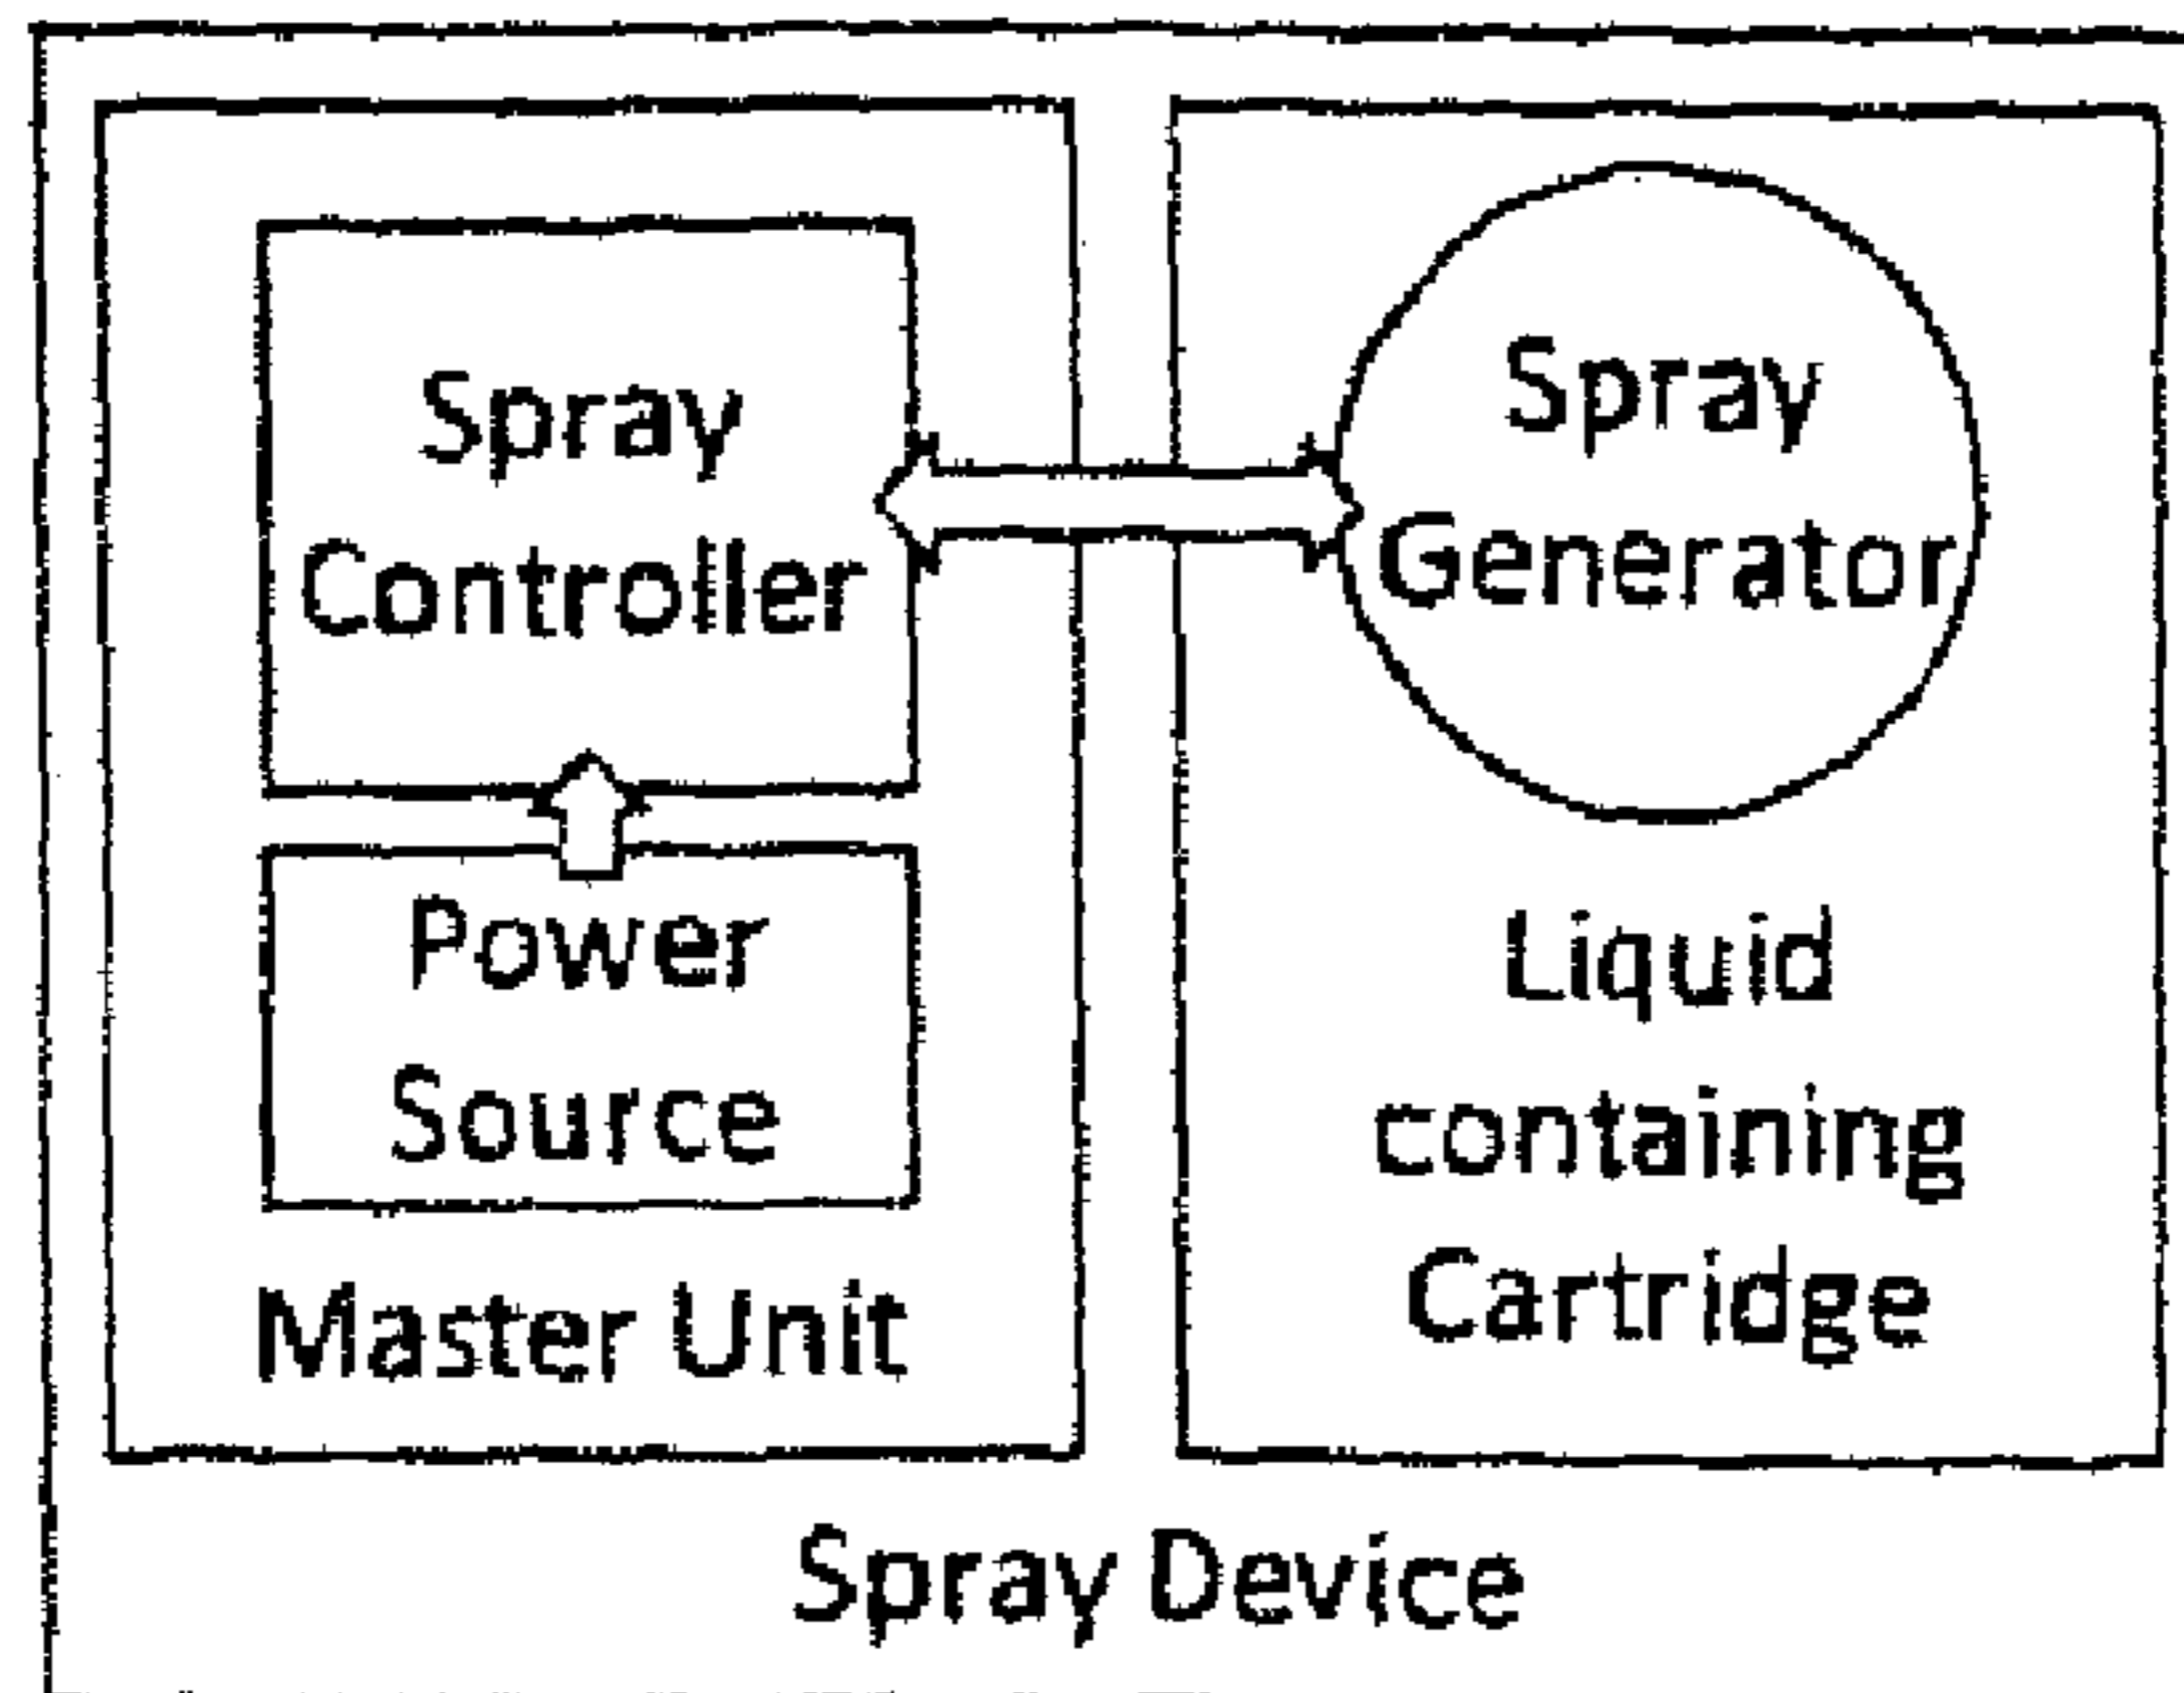 Spray
Controller
Power
Source
Master Unit
Spray
Generator
Liquid
containing
Cartridge
Spray Device